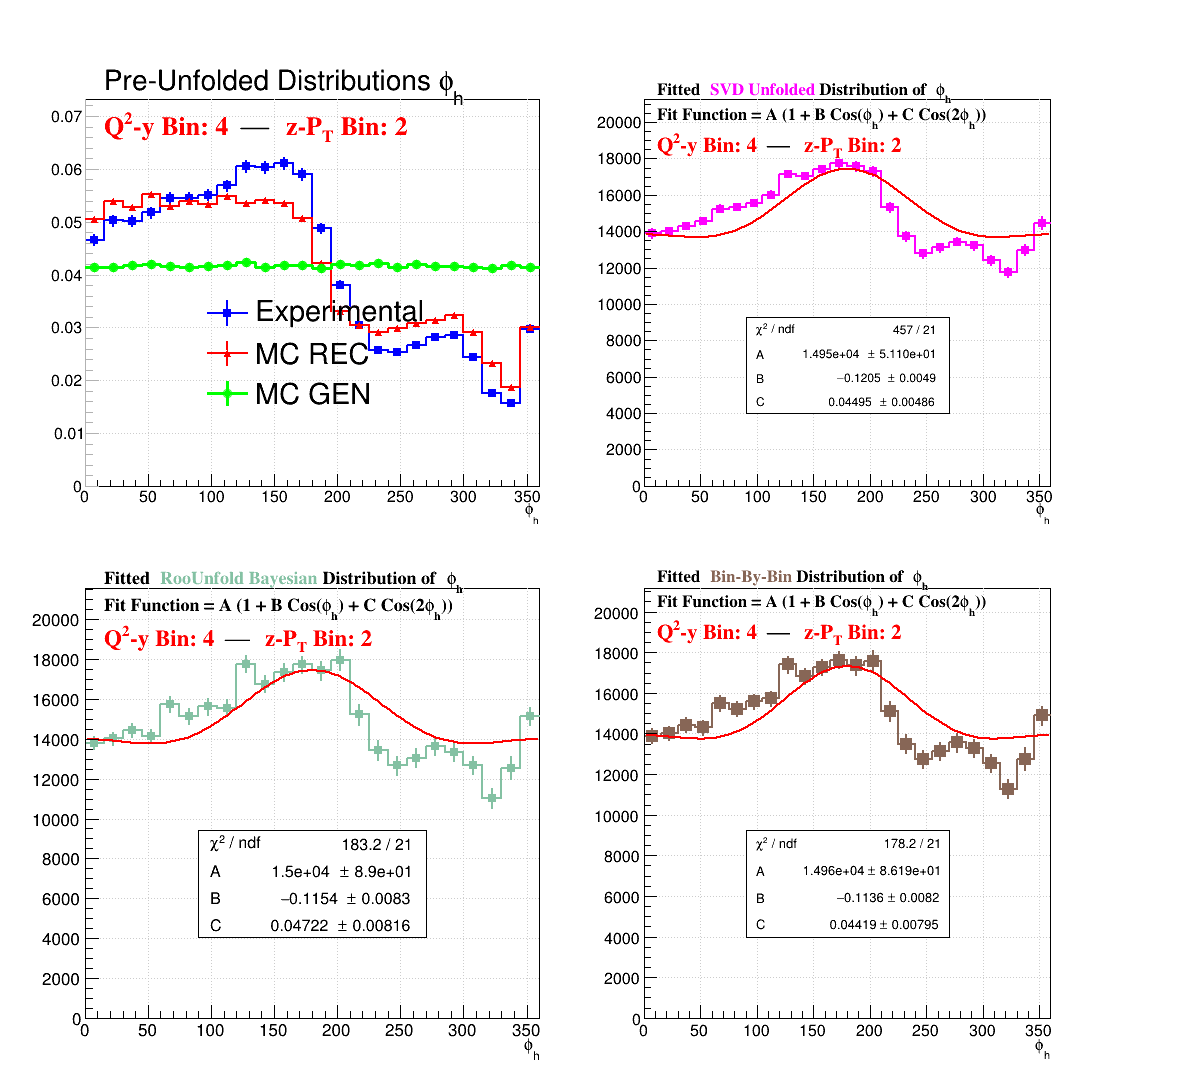 Pre-Unfolded Distributions ϕh
Q²-y Bin: 4 — z-PT Bin: 2
0.07
0.06
0.05
0.04
0.03
0.02
0.01
0
Experimental
MC REC
MC GEN
0 50 100 150 200 250 300 350
ϕh
Fitted SVD Unfolded Distribution of ϕh
Fit Function = A (1 + B Cos(ϕh) + C Cos(2ϕh))
Q²-y Bin: 4 — z-PT Bin: 2
20000
18000
16000
14000
12000
10000
8000
6000
4000
2000
0
χ² / ndf 457 / 21
A 1.495e+04 ± 5.110e+01
B −0.1205 ± 0.0049
C 0.04495 ± 0.00486
0 50 100 150 200 250 300 350
ϕh
Fitted RooUnfold Bayesian Distribution of ϕh
Fit Function = A (1 + B Cos(ϕh) + C Cos(2ϕh))
Q²-y Bin: 4 — z-PT Bin: 2
20000
18000
16000
14000
12000
10000
8000
6000
4000
2000
0
χ² / ndf 183.2 / 21
A 1.5e+04 ± 8.9e+01
B −0.1154 ± 0.0083
C 0.04722 ± 0.00816
0 50 100 150 200 250 300 350
ϕh
Fitted Bin-By-Bin Distribution of ϕh
Fit Function = A (1 + B Cos(ϕh) + C Cos(2ϕh))
Q²-y Bin: 4 — z-PT Bin: 2
20000
18000
16000
14000
12000
10000
8000
6000
4000
2000
0
χ² / ndf 178.2 / 21
A 1.496e+04 ± 8.619e+01
B −0.1136 ± 0.0082
C 0.04419 ± 0.00795
0 50 100 150 200 250 300 350
ϕh